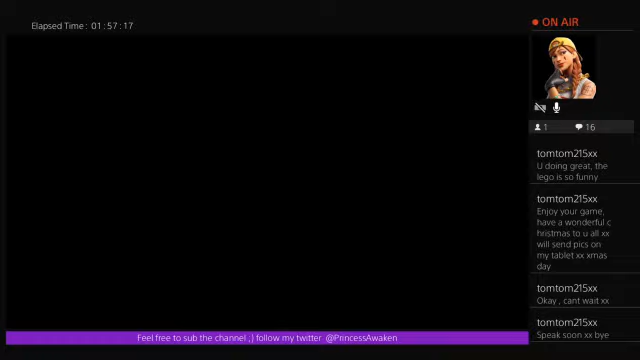 Elapsed Time : 01:57:17
ON AIR
1
16
tomtom215xx
U doing great, the
lego is so funny
tomtom215xx
Enjoy your game,
have a wonderful c
hristmas to u all xx
will send pics on
my tablet xx xmas
day
tomtom215xx
Okay , cant wait xx
tomtom215xx
Speak soon xx bye
Feel free to sub the channel ;) follow my twitter @PrincessAwaken